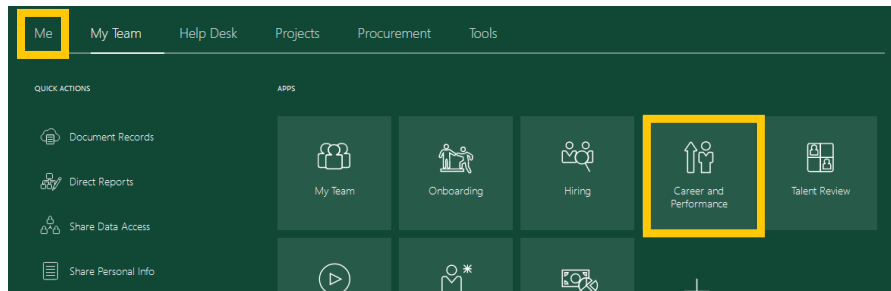 Me My Team Help Desk Projects Procurement Tools
QUICK ACTIONS
APPS
Document Records
Direct Reports
Share Data Access
Share Personal Info
My Team
Onboarding
Hiring
Career and
Performance
Talent Review